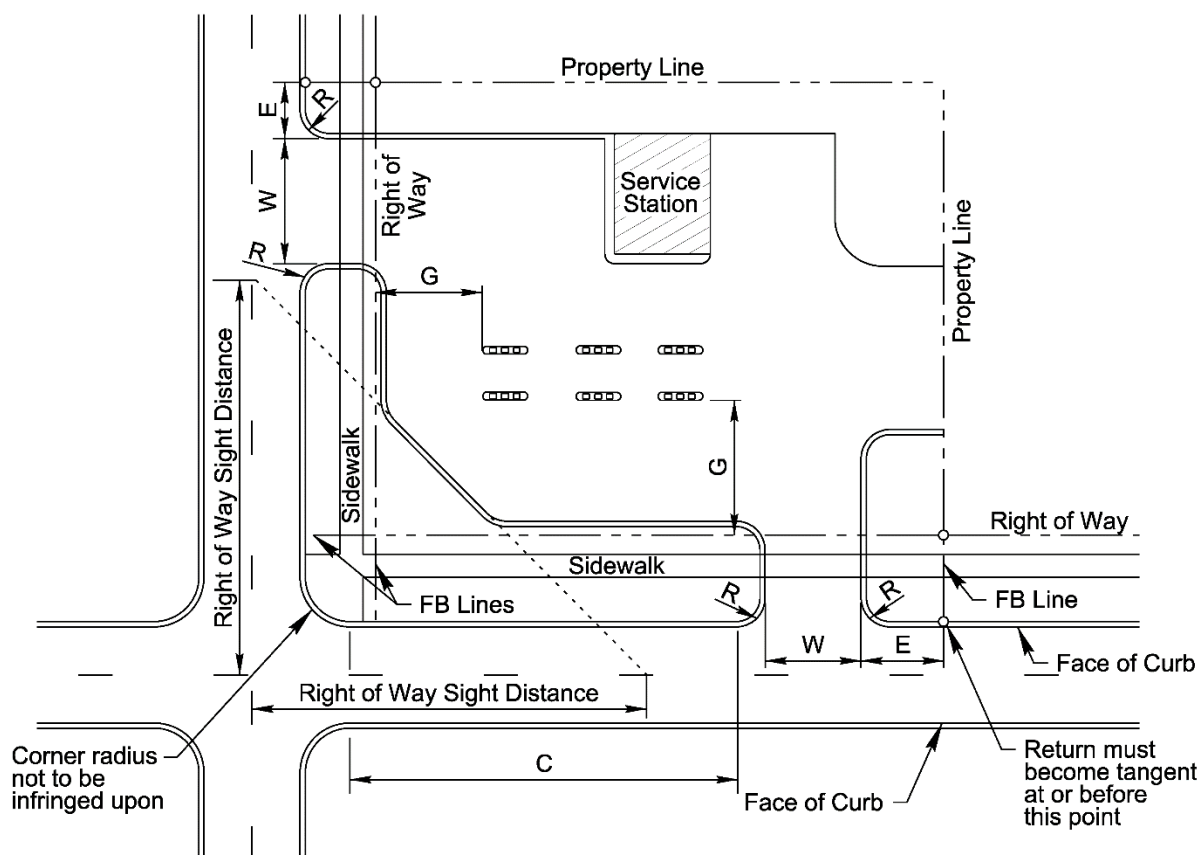 Property Line
E
R
W
Right of
Way
Service
Station
Property Line
R
G
Right of Way Sight Distance
Sidewalk
G
Right of Way
Sidewalk
FB Lines
R
R
FB Line
W
E
Face of Curb
Right of Way Sight Distance
Corner radius
not to be
infringed upon
C
Face of Curb
Return must
become tangent
at or before
this point